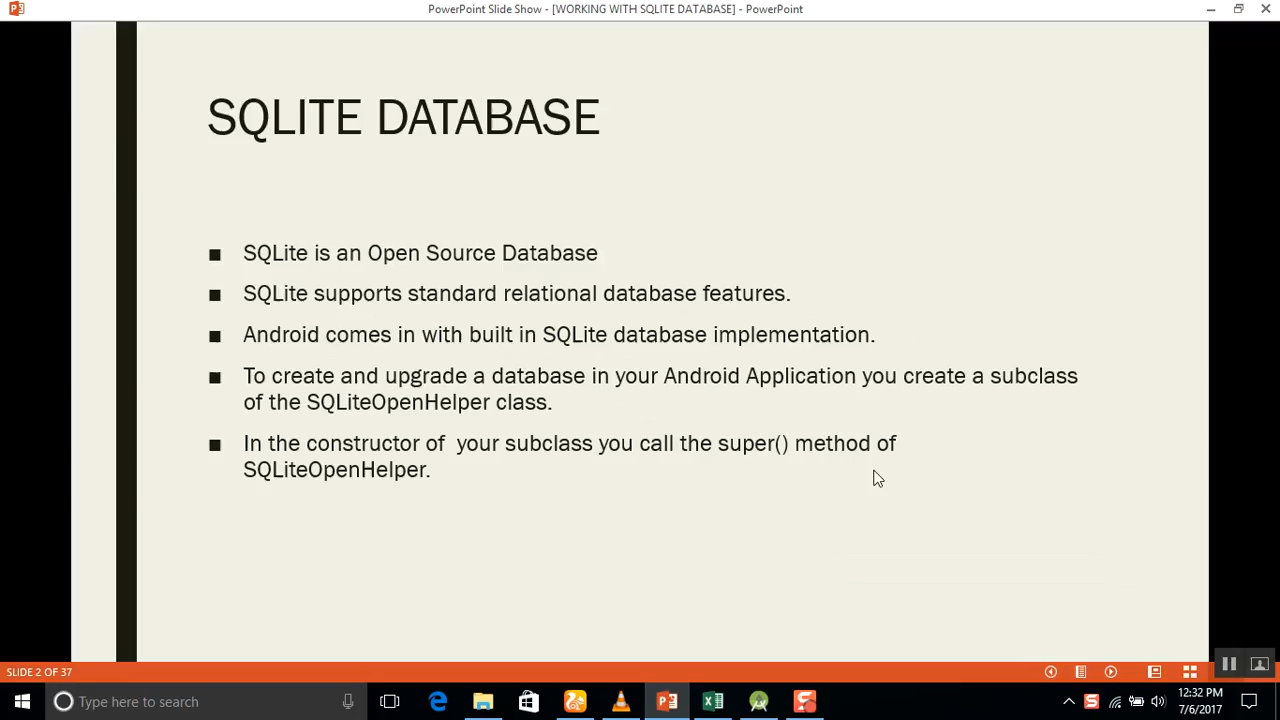 PowerPoint Slide Show - [WORKING WITH SQLITE DATABASE] - PowerPoint
SQLITE DATABASE
■ SQLite is an Open Source Database
■ SQLite supports standard relational database features.
■ Android comes in with built in SQLite database implementation.
■ To create and upgrade a database in your Android Application you create a subclass
of the SQLiteOpenHelper class.
■ In the constructor of  your subclass you call the super() method of
SQLiteOpenHelper.
SLIDE 2 OF 37
Type here to search
12:32 PM
7/6/2017